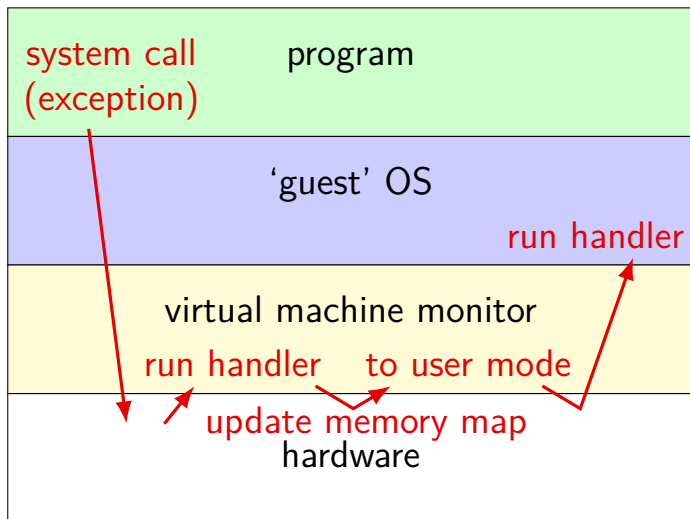 system call
(exception)
program
‘guest’ OS
run handler
virtual machine monitor
run handler
to user mode
update memory map
hardware